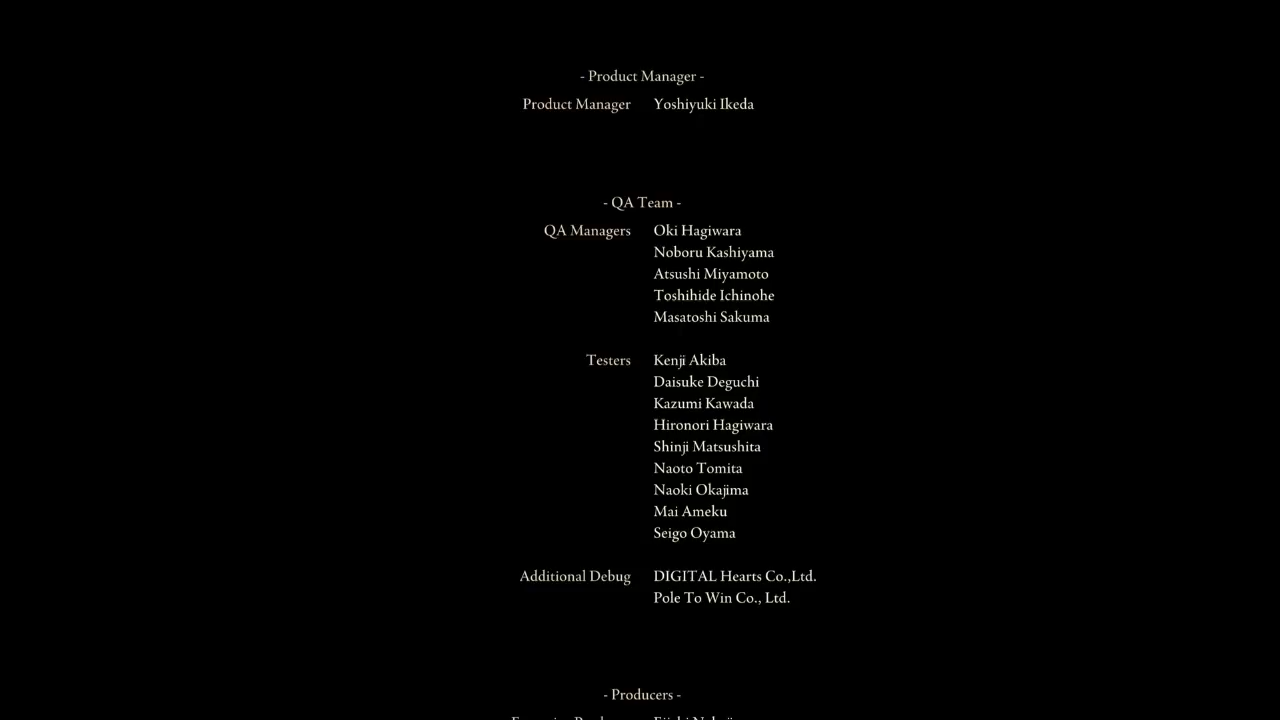 - Product Manager -
Product Manager Yoshiyuki Ikeda
- QA Team -
QA Managers Oki Hagiwara
Noboru Kashiyama
Atsushi Miyamoto
Toshihide Ichinohe
Masatoshi Sakuma
Testers Kenji Akiba
Daisuke Deguchi
Kazumi Kawada
Hironori Hagiwara
Shinji Matsushita
Naoto Tomita
Naoki Okajima
Mai Ameku
Seigo Oyama
Additional Debug DIGITAL Hearts Co.,Ltd.
Pole To Win Co., Ltd.
- Producers -